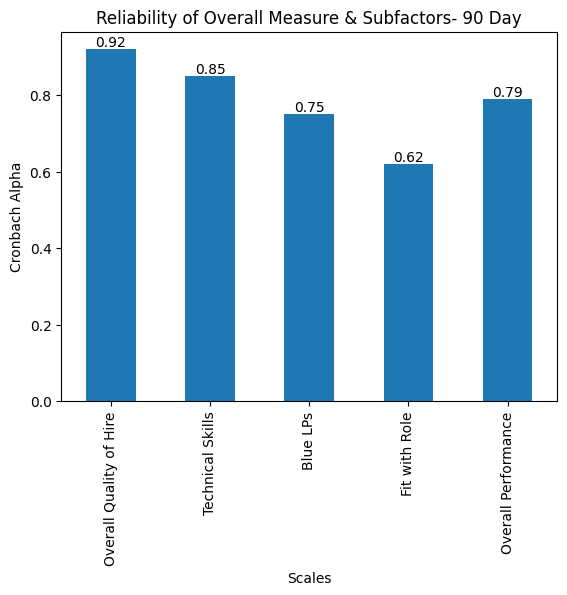 Reliability of Overall Measure & Subfactors- 90 Day
Cronbach Alpha
0.8
0.6
0.4
0.2
0.0
0.92
0.85
0.75
0.62
0.79
Overall Quality of Hire
Technical Skills
Blue LPs
Fit with Role
Overall Performance
Scales